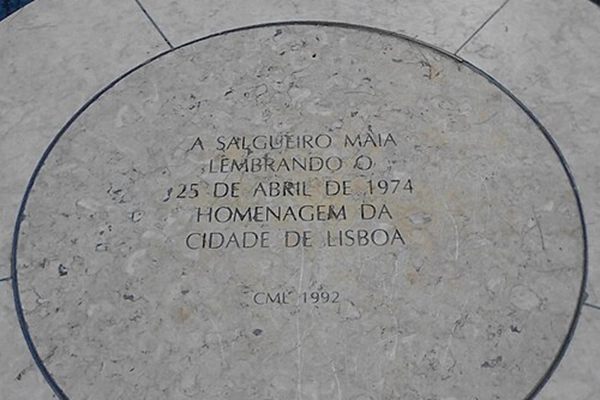 A SALGUEIRO MAIA
LEMBRANDO O
25 DE ABRIL DE 1974
HOMENAGEM DA
CIDADE DE LISBOA
CML 1992